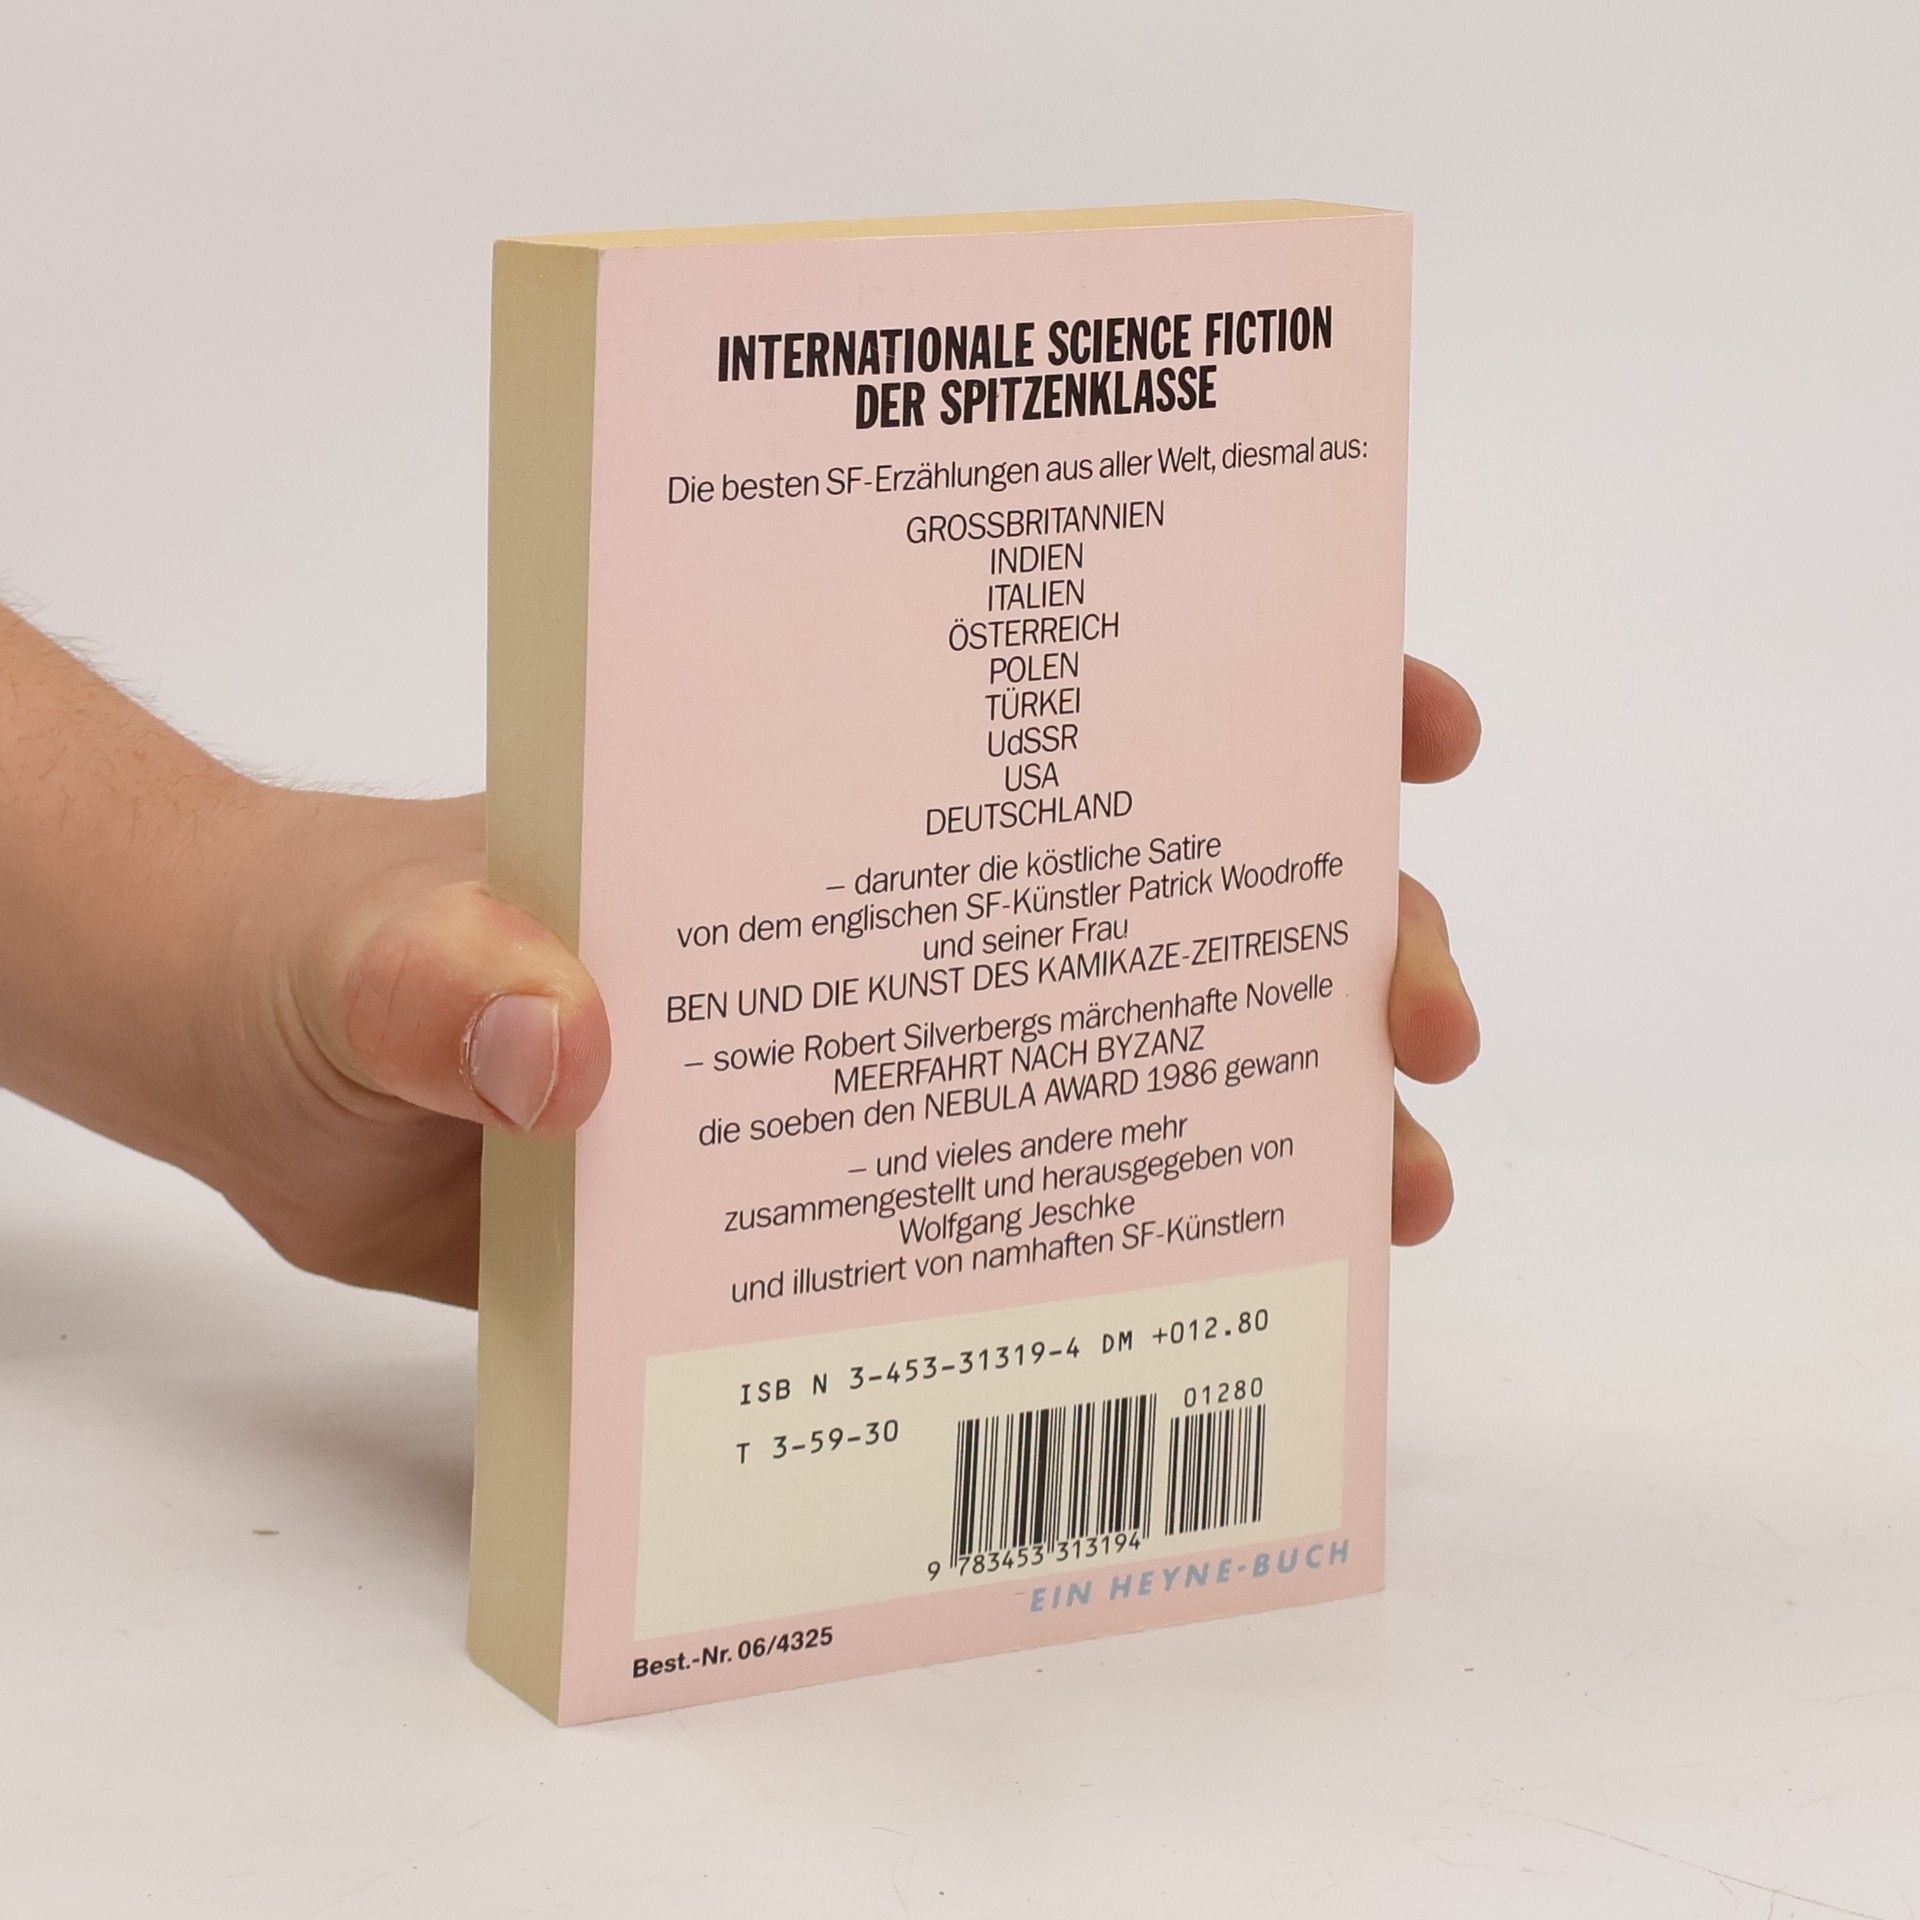 INTERNATIONALE SCIENCE FICTION
DER SPITZENKLASSE
Die besten SF-Erzählungen aus aller Welt, diesmal aus:
GROSSBRITANNIEN
INDIEN
ITALIEN
ÖSTERREICH
POLEN
TÜRKEI
UdSSR
USA
DEUTSCHLAND
– darunter die köstliche Satire
von dem englischen SF-Künstler Patrick Woodroffe
und seiner Frau
BEN UND DIE KUNST DES KAMIKAZE-ZEITREISENS
– sowie Robert Silverbergs märchenhafte Novelle
MEERFAHRT NACH BYZANZ
die soeben den NEBULA AWARD 1986 gewann
– und vieles andere mehr
zusammengestellt und herausgegeben von
Wolfgang Jeschke
und illustriert von namhaften SF-Künstlern
ISB N 3-453-31319-4 DM +012.80
T 3-59-30
01280
9 783453 313194
EIN HEYNE-BUCH
Best.-Nr. 06/4325